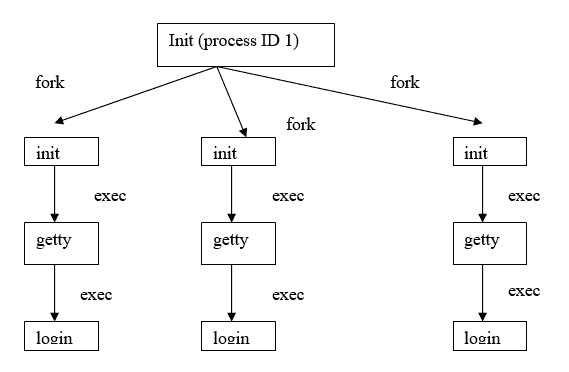 Init (process ID 1)
fork fork
fork
init init init
exec exec exec
getty getty getty
exec exec exec
login login login